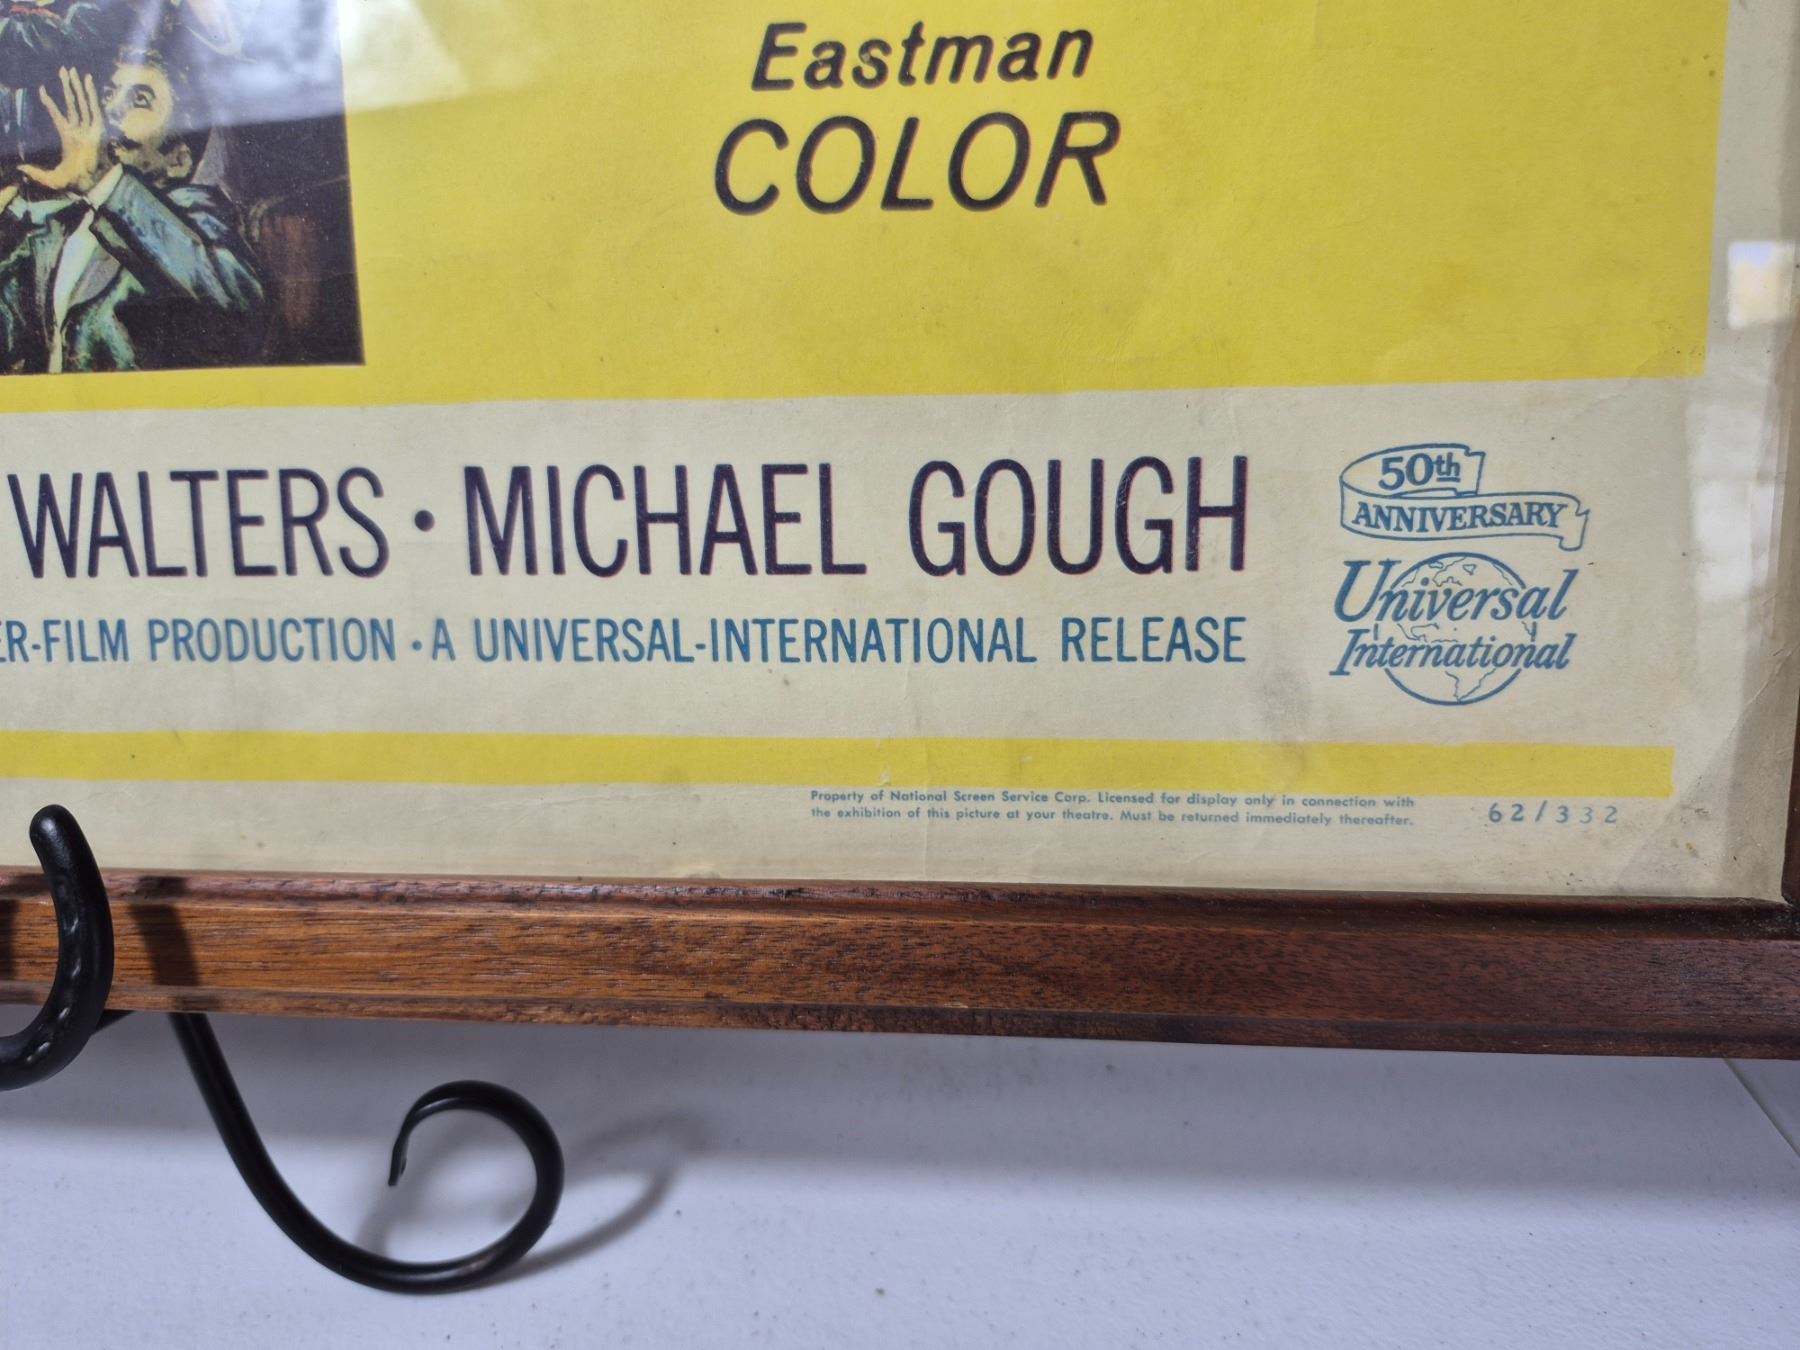 Eastman
COLOR
WALTERS · MICHAEL GOUGH
ER-FILM PRODUCTION · A UNIVERSAL-INTERNATIONAL RELEASE
50th
ANNIVERSARY
Universal
International
Property of National Screen Service Corp. Licensed for display only in connection with
the exhibition of this picture at your theatre. Must be returned immediately thereafter.
62/332